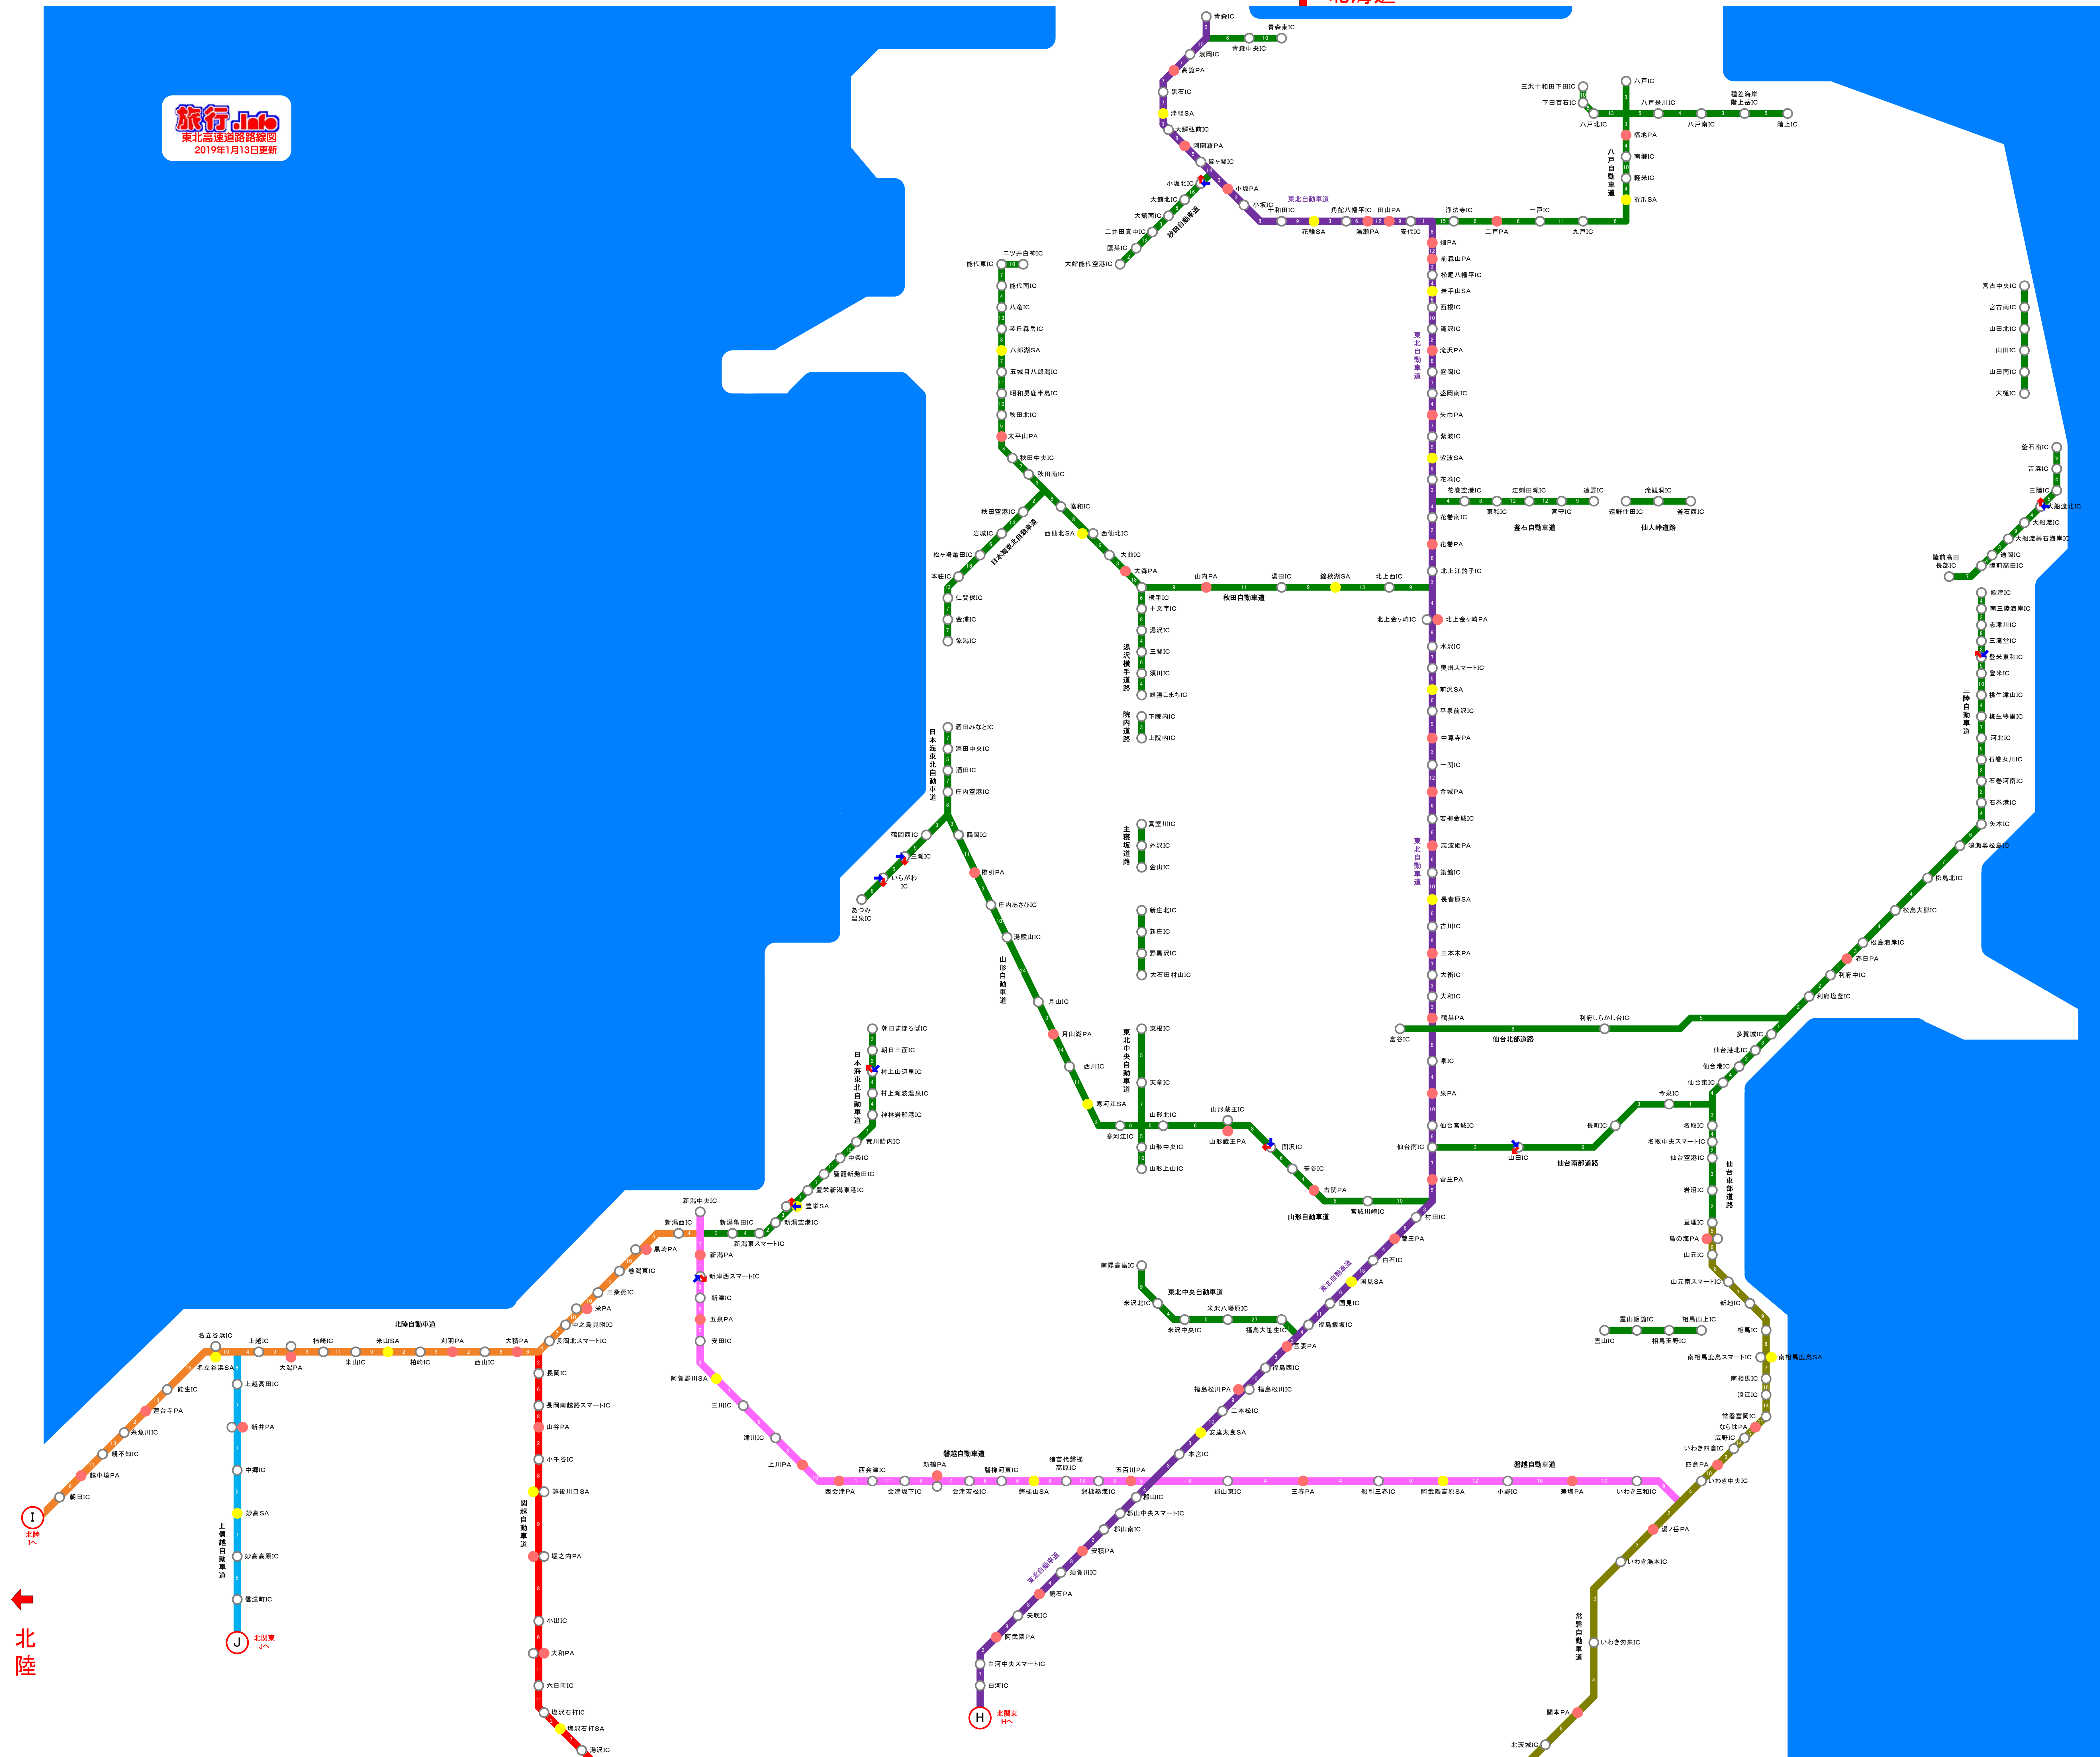 北海道
旅行.Info
東北高速道路路線図
2019年1月13日更新
青森IC
青森東IC
青森中央IC
浪岡IC
高舘PA
黒石IC
津軽SA
大鰐弘前IC
阿闍羅PA
碇ヶ関IC
小坂北IC
小坂PA
大館北IC
小坂IC
大館南IC
秋田自動車道
二井田真中IC
鷹巣IC
大館能代空港IC
十和田IC
東北自動車道
花輪SA
角館八幡平IC
湯瀬PA
田山PA
安代IC
浄法寺IC
二戸PA
一戸IC
九戸IC
三沢十和田下田IC
下田百石IC
八戸北IC
八戸IC
八戸是川IC
八戸南IC
種差海岸
階上岳IC
階上IC
福地PA
八戸自動車道
南郷IC
軽米IC
折爪SA
畑PA
前森山PA
松尾八幡平IC
岩手山SA
西根IC
滝沢IC
東北自動車道
滝沢PA
盛岡IC
盛岡南IC
矢巾PA
紫波IC
紫波SA
花巻IC
花巻空港IC
東和IC
江刺田瀬IC
宮守IC
遠野IC
釜石自動車道
遠野住田IC
滝観洞IC
釜石西IC
仙人峠道路
花巻南IC
花巻PA
北上江釣子IC
宮古中央IC
宮古南IC
山田北IC
山田IC
山田南IC
大槌IC
釜石南IC
吉浜IC
三陸IC
大船渡北IC
大船渡IC
大船渡碁石海岸IC
通岡IC
陸前高田IC
陸前高田
長部IC
二ツ井白神IC
能代東IC
能代南IC
八竜IC
琴丘森岳IC
八郎湖SA
五城目八郎潟IC
昭和男鹿半島IC
秋田北IC
太平山PA
秋田中央IC
秋田南IC
秋田空港IC
岩城IC
松ヶ崎亀田IC
本荘IC
日本海東北自動車道
仁賀保IC
金浦IC
象潟IC
協和IC
西仙北SA
西仙北IC
大曲IC
大森PA
横手IC
山内PA
湯田IC
錦秋湖SA
北上西IC
秋田自動車道
十文字IC
湯沢IC
三関IC
須川IC
雄勝こまちIC
湯沢横手道路
下院内IC
上院内IC
院内道路
北上金ヶ崎IC
北上金ヶ崎PA
水沢IC
奥州スマートIC
前沢SA
平泉前沢IC
中尊寺PA
一関IC
金城PA
若柳金城IC
志波姫PA
東北自動車道
築館IC
長者原SA
古川IC
三本木PA
大衡IC
大和IC
鶴巣PA
歌津IC
南三陸海岸IC
志津川IC
三滝堂IC
登米東和IC
登米IC
桃生津山IC
桃生豊里IC
三陸自動車道
河北IC
石巻女川IC
石巻河南IC
石巻港IC
矢本IC
鳴瀬奥松島IC
松島北IC
松島大郷IC
松島海岸IC
春日PA
利府中IC
利府塩釜IC
富谷IC
利府しらかし台IC
仙台北部道路
多賀城IC
仙台港北IC
仙台港IC
仙台東IC
酒田みなとIC
酒田中央IC
酒田IC
庄内空港IC
日本海東北自動車道
鶴岡西IC
三瀬IC
いらがわ
IC
あつみ
温泉IC
鶴岡IC
櫛引PA
庄内あさひIC
湯殿山IC
山形自動車道
月山IC
月山湖PA
西川IC
寒河江SA
寒河江IC
真室川IC
外沢IC
金山IC
主寝坂道路
新庄北IC
新庄IC
野黒沢IC
大石田村山IC
東根IC
天童IC
東北中央自動車道
山形北IC
山形中央IC
山形上山IC
山形蔵王IC
山形蔵王PA
関沢IC
笹谷IC
古関PA
宮城川崎IC
山形自動車道
泉IC
泉PA
仙台宮城IC
仙台南IC
山田IC
仙台南部道路
長町IC
今泉IC
菅生PA
村田IC
蔵王PA
白石IC
国見SA
国見IC
福島飯坂IC
東北自動車道
名取IC
名取中央スマートIC
仙台空港IC
岩沼IC
仙台東部道路
亘理IC
鳥の海PA
山元IC
山元南スマートIC
新地IC
相馬IC
南相馬鹿島スマートIC
南相馬鹿島SA
南相馬IC
浪江IC
常磐富岡IC
ならはPA
広野IC
いわき四倉IC
四倉PA
いわき中央IC
霊山IC
霊山飯舘IC
相馬玉野IC
相馬山上IC
朝日まほろばIC
朝日三面IC
村上山辺里IC
村上瀬波温泉IC
神林岩船港IC
日本海東北自動車道
荒川胎内IC
中条IC
聖籠新発田IC
豊栄新潟東港IC
豊栄SA
新潟空港IC
新潟東スマートIC
新潟亀田IC
新潟中央IC
新潟西IC
黒埼PA
巻潟東IC
三条燕IC
栄PA
中之島見附IC
長岡北スマートIC
新潟PA
新津西スマートIC
新津IC
五泉PA
安田IC
阿賀野川SA
三川IC
津川IC
上川PA
西会津PA
西会津IC
会津坂下IC
新鶴PA
会津若松IC
磐越自動車道
磐梯河東IC
磐梯山SA
猪苗代磐梯
高原IC
磐梯熱海IC
五百川PA
南陽高畠IC
米沢北IC
米沢中央IC
米沢八幡原IC
東北中央自動車道
福島大笹生IC
吾妻PA
福島西IC
福島松川PA
福島松川IC
二本松IC
安達太良SA
本宮IC
郡山IC
郡山中央スマートIC
郡山南IC
安積PA
須賀川IC
鏡石PA
矢吹IC
阿武隈PA
東北自動車道
白河中央スマートIC
白河IC
H
北関東
Hへ
郡山東IC
三春PA
船引三春IC
阿武隈高原SA
小野IC
磐越自動車道
差塩PA
いわき三和IC
湯ノ岳PA
いわき湯本IC
常磐自動車道
いわき勿来IC
関本PA
北茨城IC
北陸自動車道
名立谷浜IC
名立谷浜SA
上越IC
大潟PA
柿崎IC
米山IC
米山SA
柏崎IC
刈羽PA
西山IC
大積PA
能生IC
蓮台寺PA
糸魚川IC
親不知IC
越中境PA
朝日IC
I
北陸
Iへ
北陸
上越高田IC
新井PA
中郷IC
妙高SA
妙高高原IC
信濃町IC
上信越自動車道
J
北関東
Jへ
長岡IC
長岡南越路スマートIC
山谷PA
小千谷IC
越後川口SA
関越自動車道
堀之内PA
小出IC
大和PA
六日町IC
塩沢石打IC
塩沢石打SA
湯沢IC